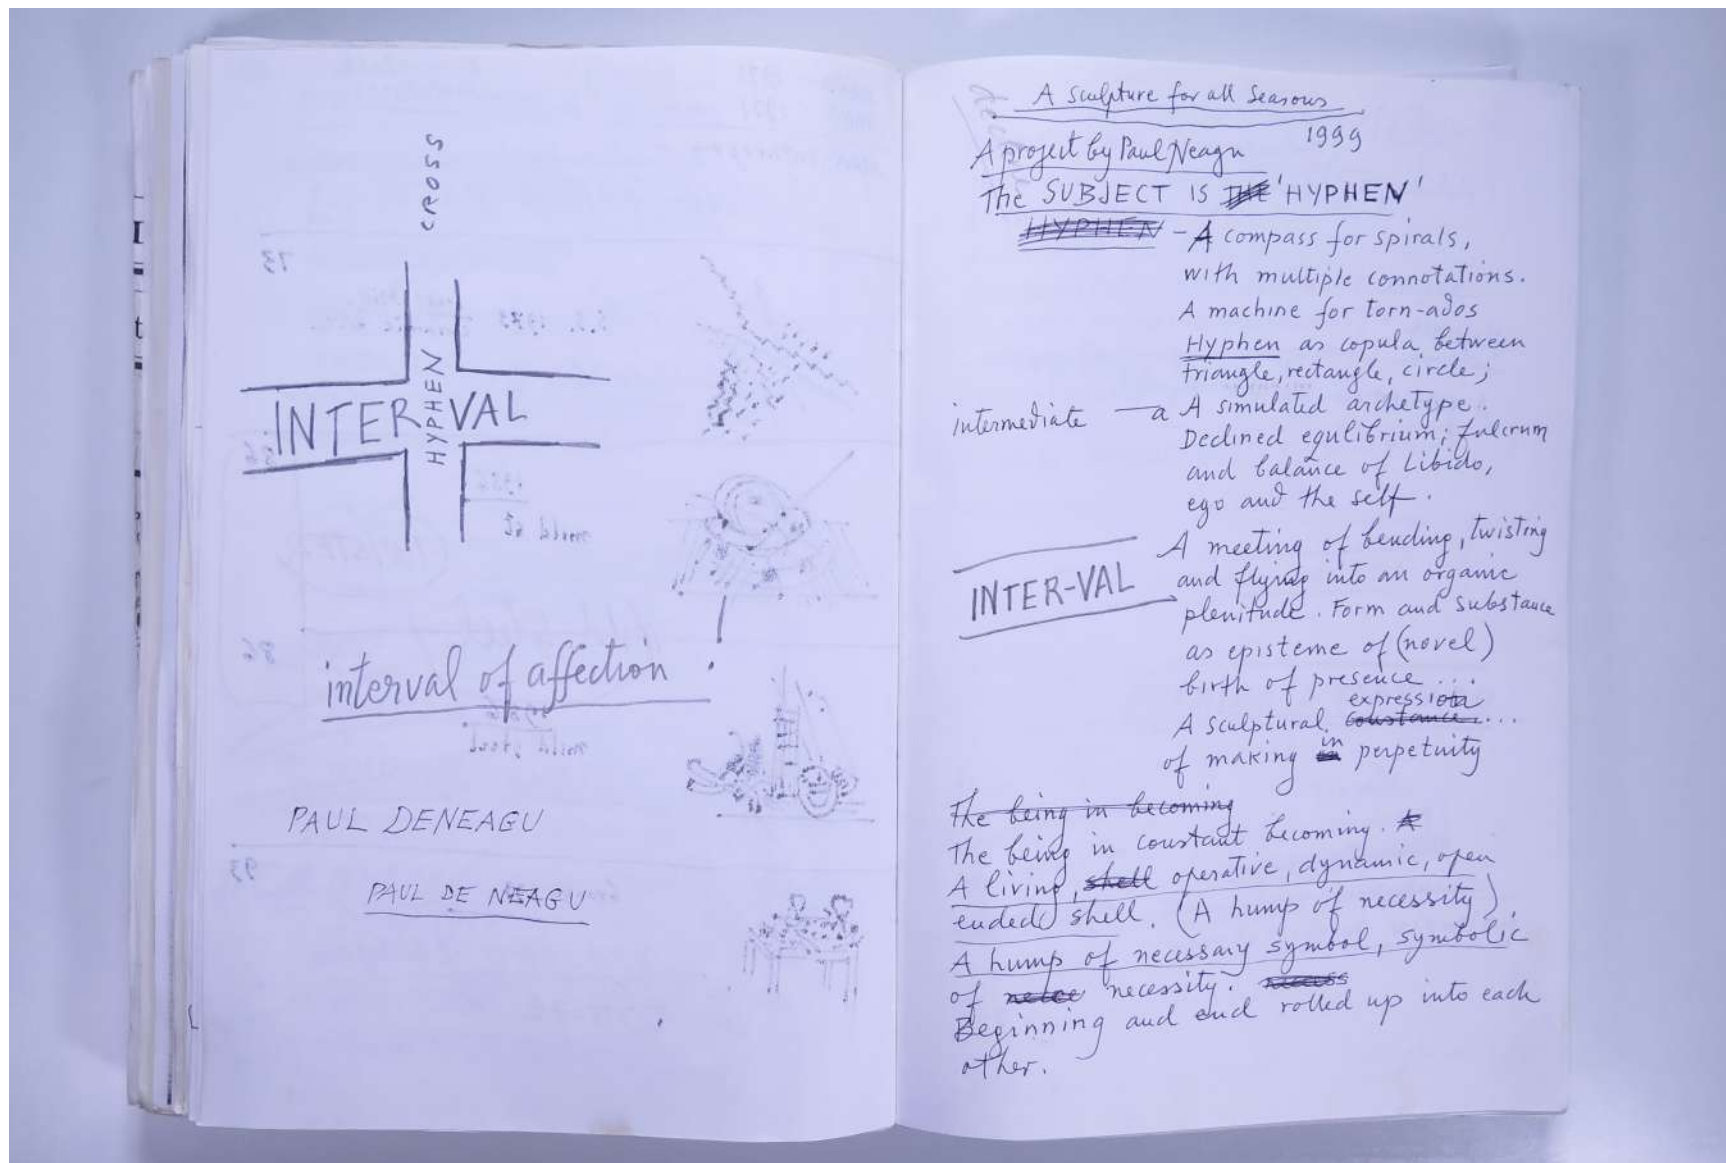 CROSS
HYPHEN
INTER-VAL
interval of affection
PAUL DENEAGU
PAUL DE NEAGU
A sculpture for all seasons
1999
A project by Paul Neagu
The SUBJECT IS THE 'HYPHEN'
HYPHEN - A compass for spirals,
with multiple connotations.
A machine for torn-ados
Hyphen as copula between
triangle, rectangle, circle;
intermediate — a A simulated archetype.
Declined equlibrium; fulcrum
and balance of Libido,
ego and the self.
A meeting of bending, twisting
INTER-VAL and flying into an organic
plenitude. Form and substance
as episteme of (novel)
birth of presence ...
expression
A sculptural constance....
of making in perpetuity
The being in becoming
The being in constant becoming. A
A living, shell operative, dynamic, open
ended shell. (A hump of necessity).
A hump of necessary symbol, symbolic
of nece necessity. necess
Beginning and end rolled up into each
other.